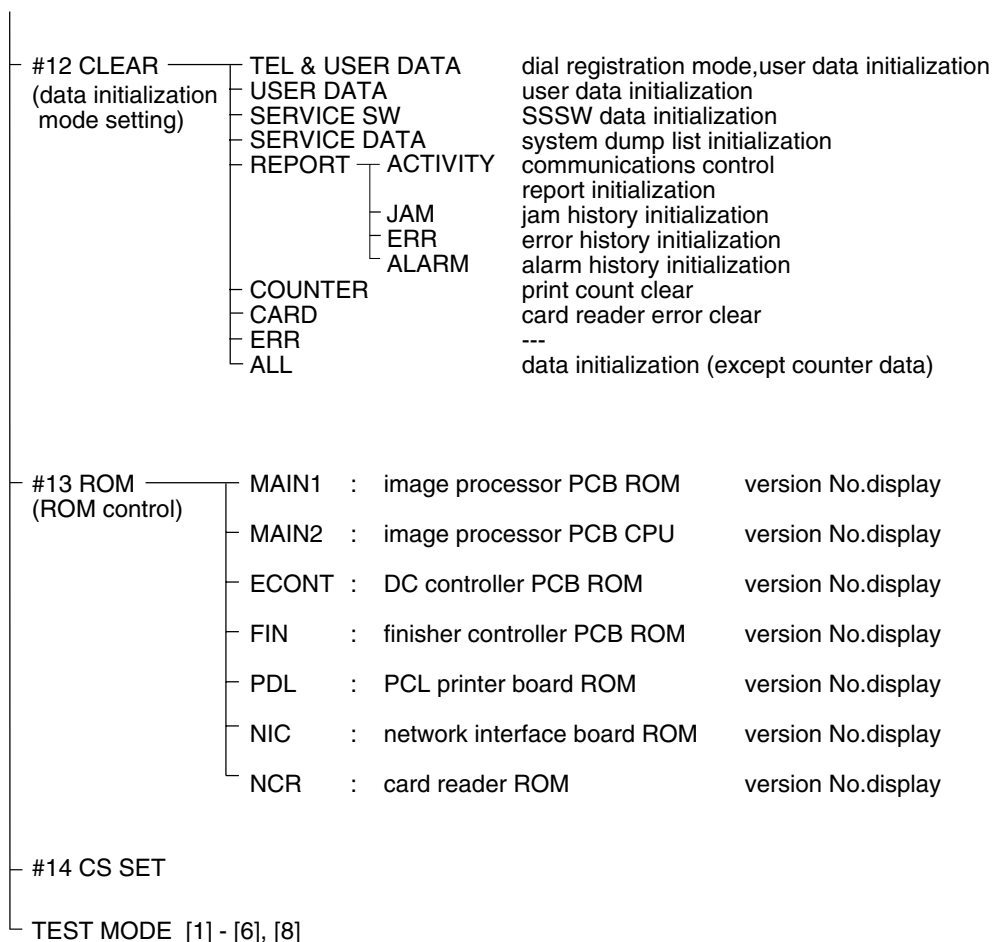 #12 CLEAR TEL & USER DATA dial registration mode,user data initialization
(data initialization USER DATA user data initialization
mode setting) SERVICE SW SSSW data initialization
SERVICE DATA system dump list initialization
REPORT ACTIVITY communications control
report initialization
JAM jam history initialization
ERR error history initialization
ALARM alarm history initialization
COUNTER print count clear
CARD card reader error clear
ERR ---
ALL data initialization (except counter data)
#13 ROM MAIN1 : image processor PCB ROM version No.display
(ROM control)
MAIN2 : image processor PCB CPU version No.display
ECONT : DC controller PCB ROM version No.display
FIN : finisher controller PCB ROM version No.display
PDL : PCL printer board ROM version No.display
NIC : network interface board ROM version No.display
NCR : card reader ROM version No.display
#14 CS SET
TEST MODE [1] - [6], [8]